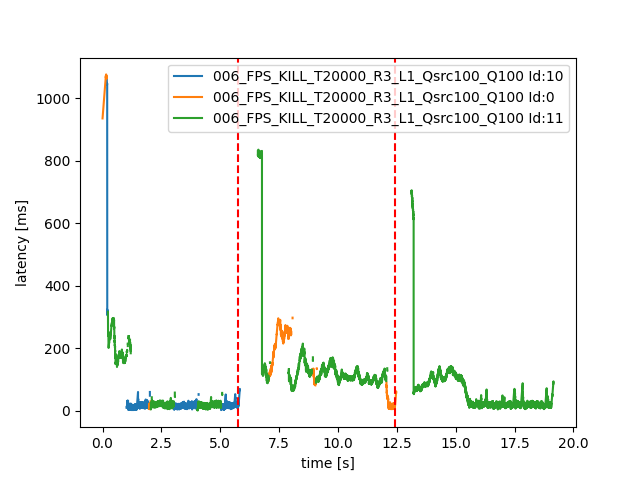 006_FPS_KILL_T20000_R3_L1_Qsrc100_Q100 Id:10
006_FPS_KILL_T20000_R3_L1_Qsrc100_Q100 Id:0
006_FPS_KILL_T20000_R3_L1_Qsrc100_Q100 Id:11
latency [ms]
1000
800
600
400
200
0
0.0 2.5 5.0 7.5 10.0 12.5 15.0 17.5 20.0
time [s]